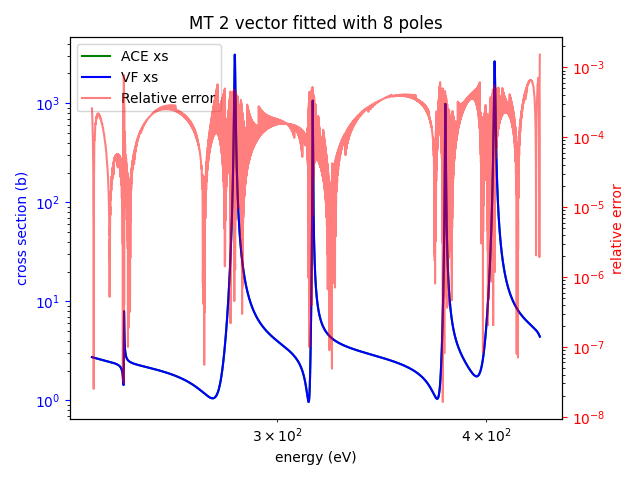 MT 2 vector fitted with 8 poles
ACE xs
VF xs
Relative error
cross section (b)
10³
10²
10¹
10⁰
relative error
10⁻³
10⁻⁴
10⁻⁵
10⁻⁶
10⁻⁷
10⁻⁸
3 × 10²
4 × 10²
energy (eV)